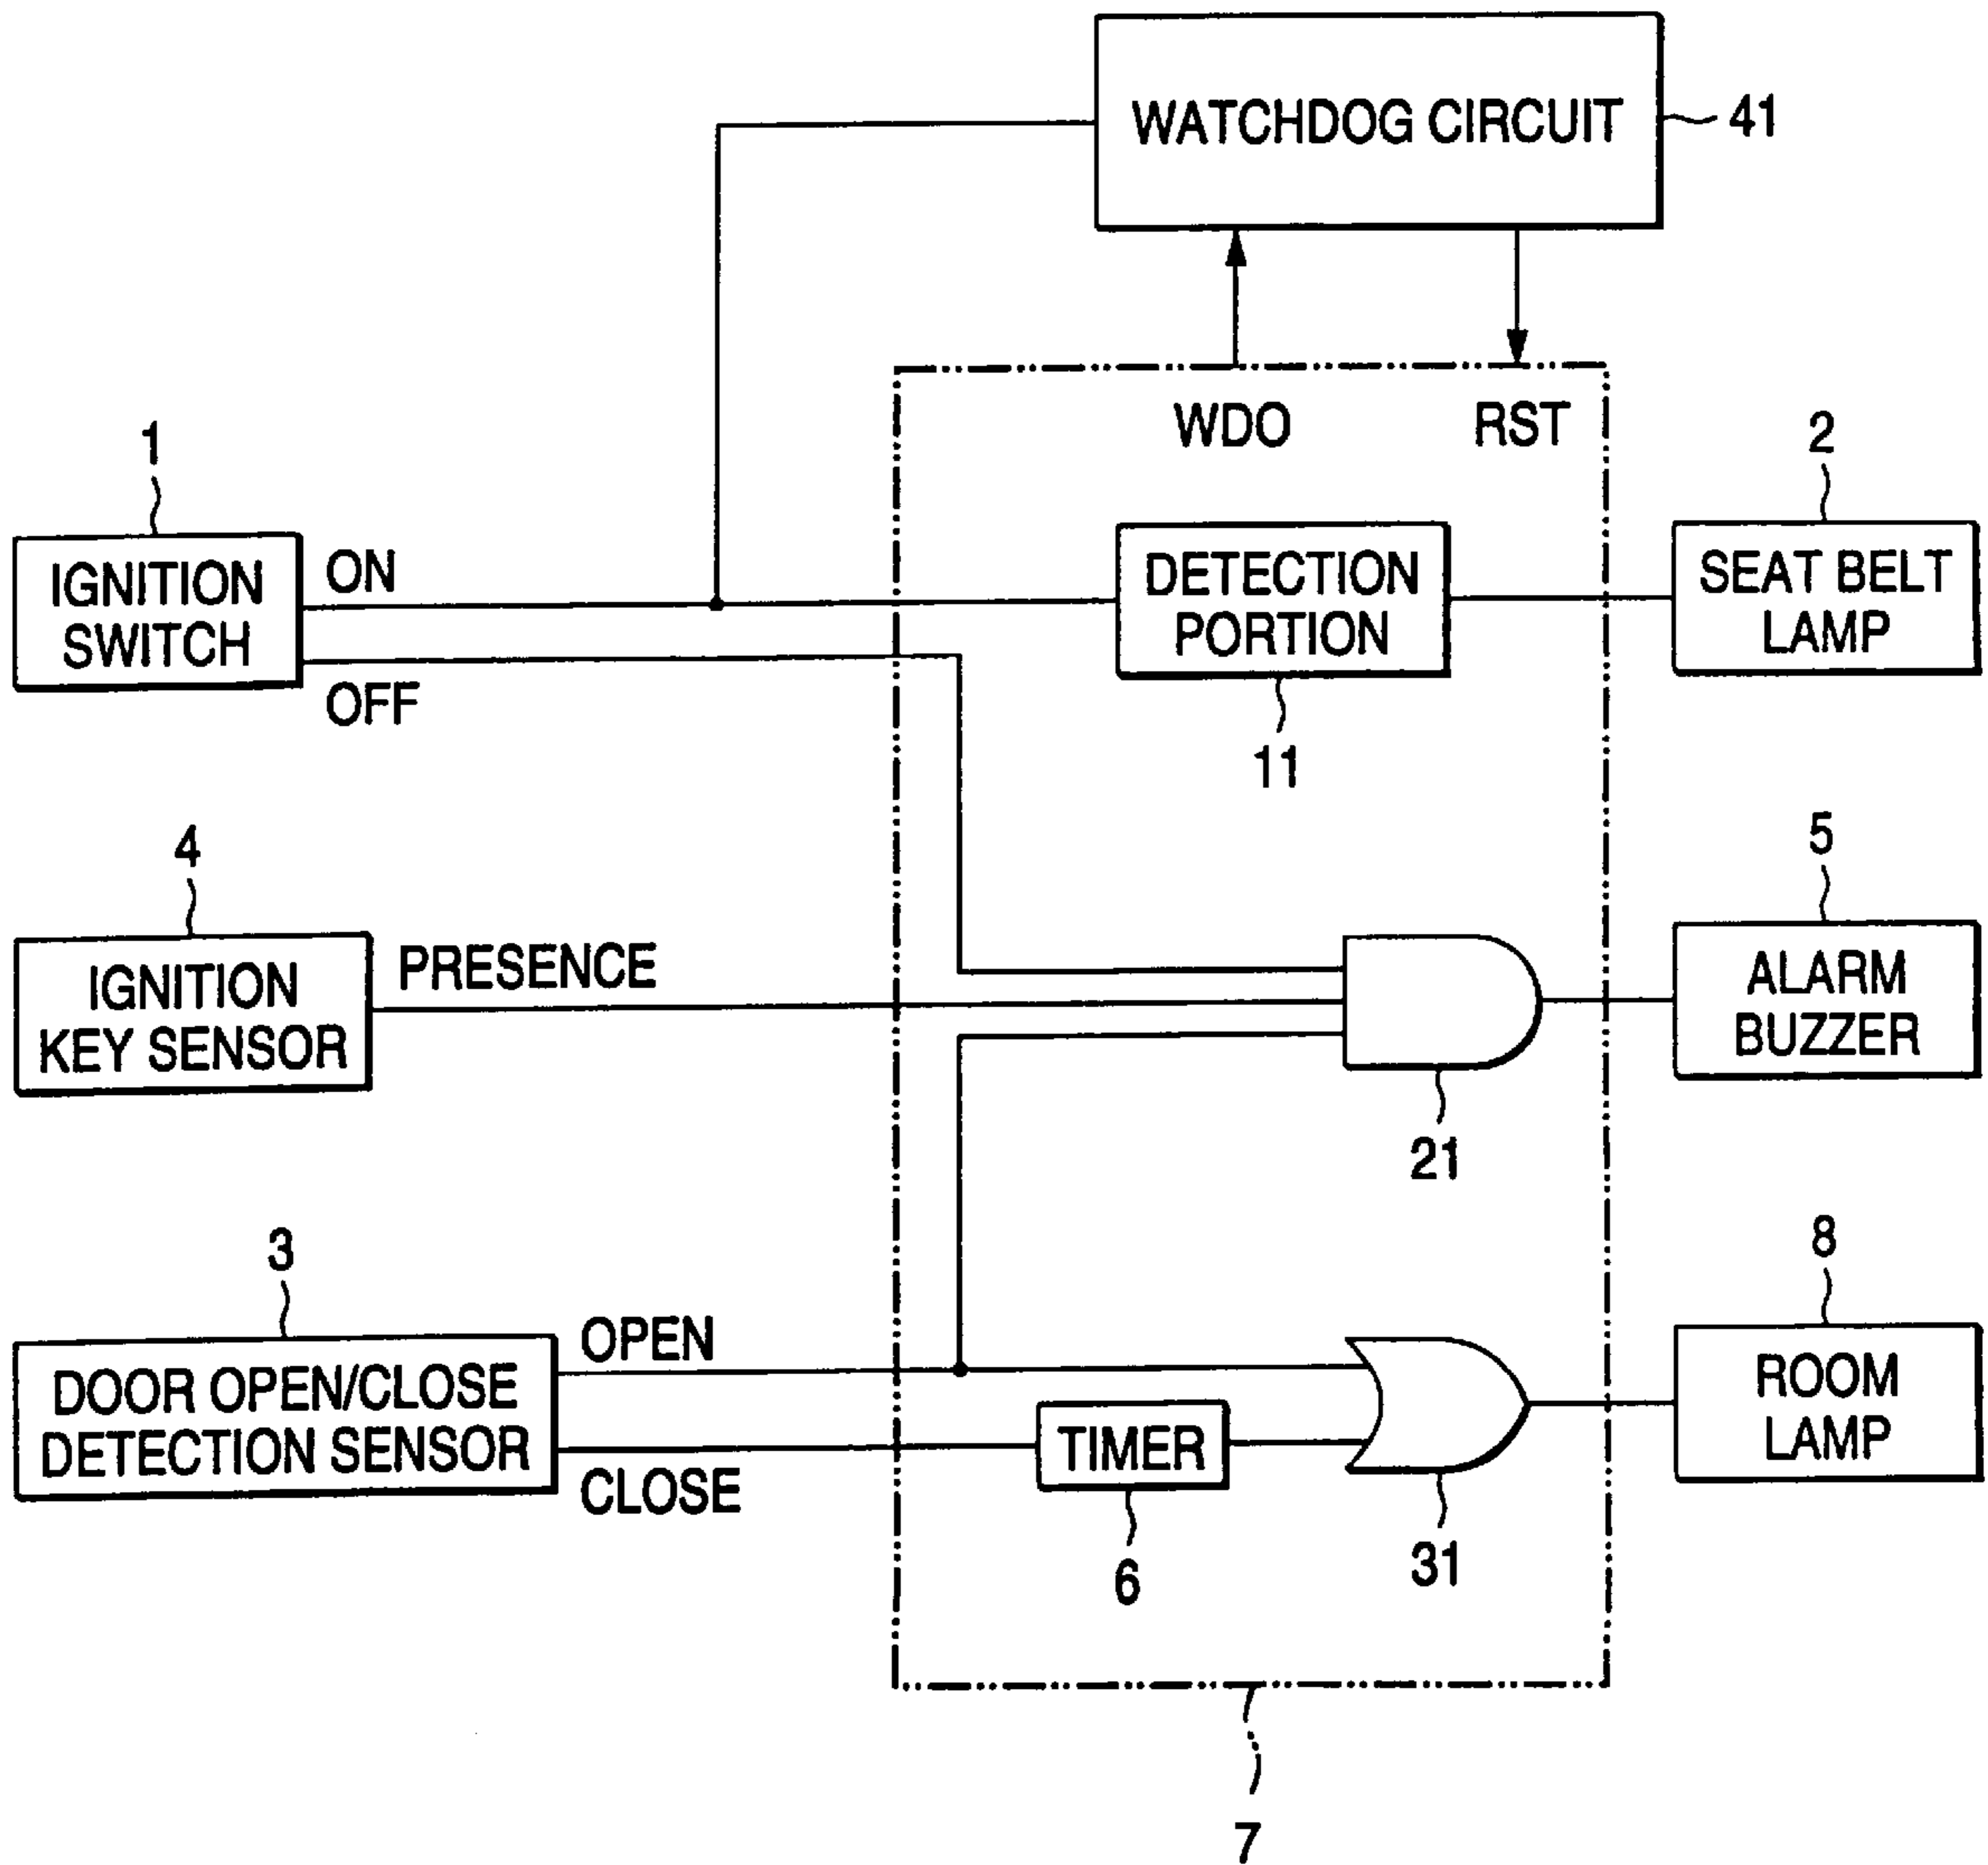 WATCHDOG CIRCUIT
41
WDO
RST
1
2
IGNITION
SWITCH
ON
OFF
DETECTION
PORTION
11
SEAT BELT
LAMP
4
5
IGNITION
KEY SENSOR
PRESENCE
ALARM
BUZZER
21
3
8
DOOR OPEN/CLOSE
DETECTION SENSOR
OPEN
CLOSE
TIMER
6
31
ROOM
LAMP
7